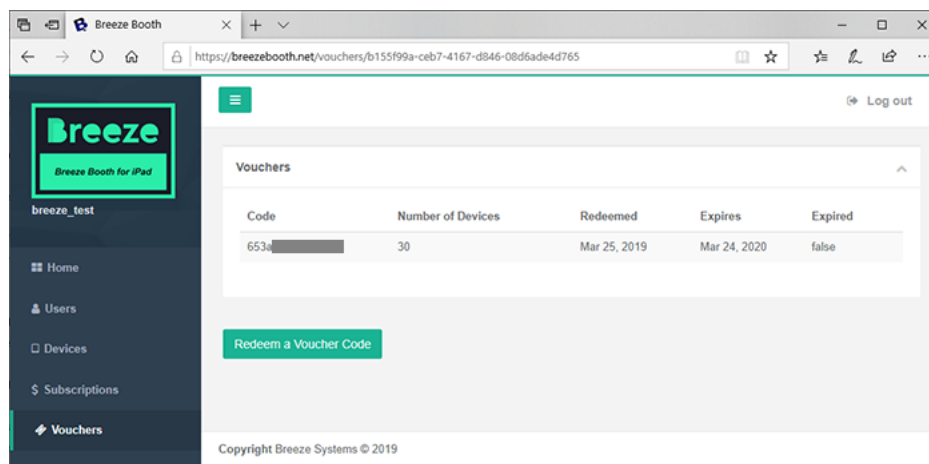 Breeze Booth
https://breezebooth.net/vouchers/b155f99a-ceb7-4167-d846-08d6ade4d765
Breeze
Breeze Booth for iPad
breeze_test
Home
Users
Devices
$ Subscriptions
Vouchers
Log out
Vouchers
Code Number of Devices Redeemed Expires Expired
653a 30 Mar 25, 2019 Mar 24, 2020 false
Redeem a Voucher Code
Copyright Breeze Systems © 2019